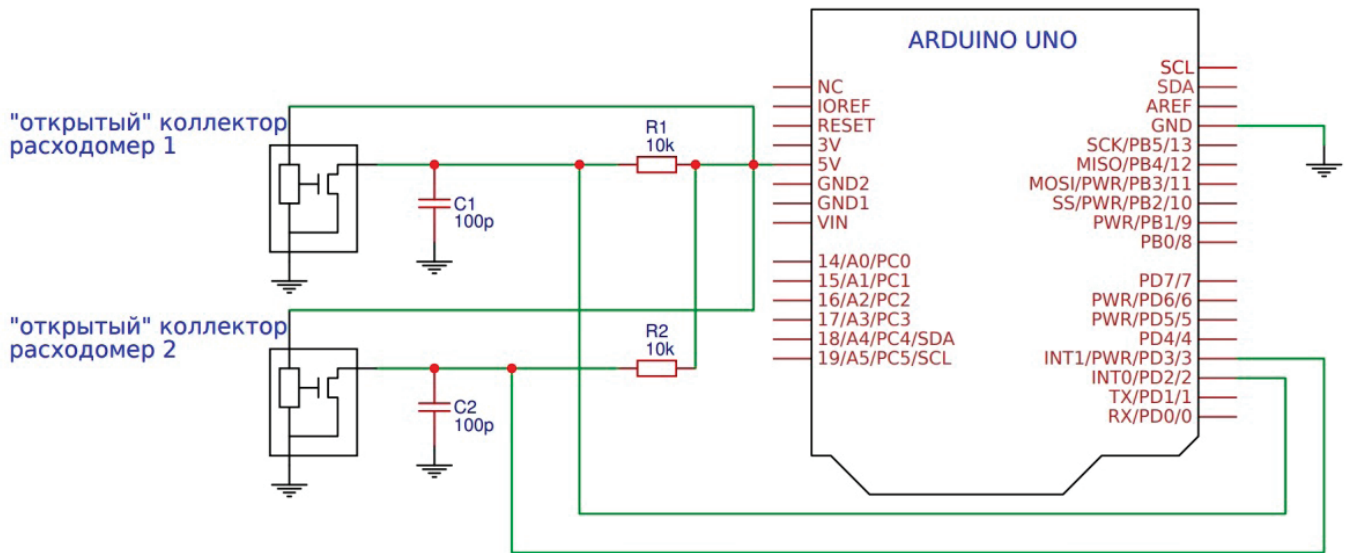 ARDUINO UNO
"открытый" коллектор
расходомер 1
R1
10k
C1
100p
"открытый" коллектор
расходомер 2
R2
10k
C2
100p
NC
IOREF
RESET
3V
5V
GND2
GND1
VIN
14/A0/PC0
15/A1/PC1
16/A2/PC2
17/A3/PC3
18/A4/PC4/SDA
19/A5/PC5/SCL
SCL
SDA
AREF
GND
SCK/PB5/13
MISO/PB4/12
MOSI/PWR/PB3/11
SS/PWR/PB2/10
PWR/PB1/9
PB0/8
PD7/7
PWR/PD6/6
PWR/PD5/5
PD4/4
INT1/PWR/PD3/3
INT0/PD2/2
TX/PD1/1
RX/PD0/0